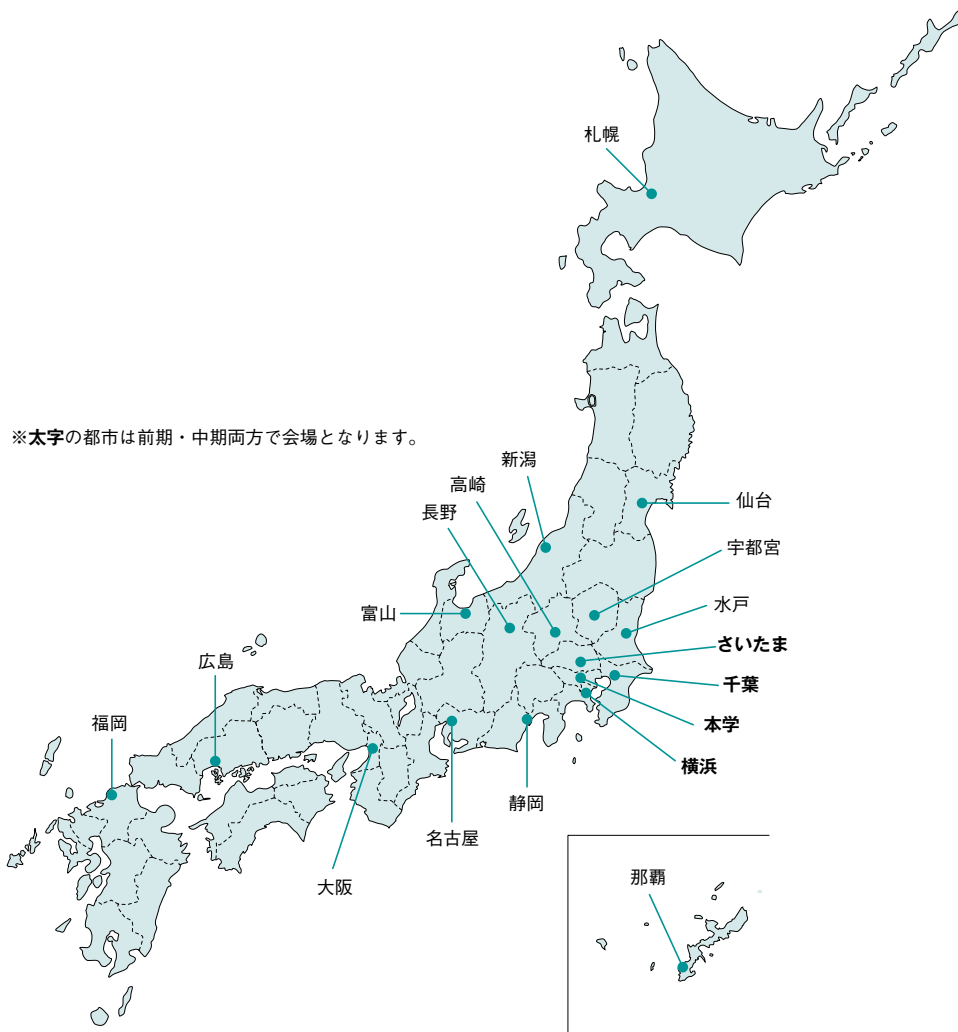 札幌
※太字の都市は前期・中期両方で会場となります。
新潟
高崎
長野
仙台
宇都宮
富山
水戸
さいたま
広島
千葉
福岡
本学
横浜
静岡
名古屋
大阪
那覇